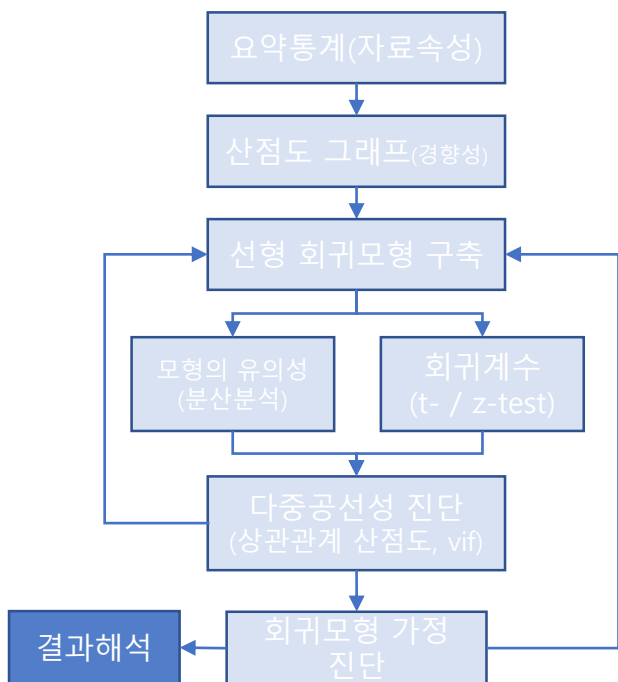 요약통계(자료속성)
산점도 그래프(경향성)
선형 회귀모형 구축
모형의 유의성
(분산분석)
회귀계수
(t- / z-test)
다중공선성 진단
(상관관계 산점도, vif)
회귀모형 가정
진단
결과해석